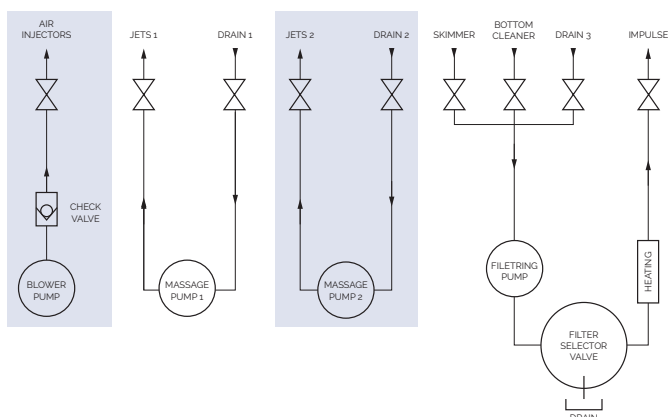 AIR
INJECTORS
JETS 1
DRAIN 1
JETS 2
DRAIN 2
SKIMMER
BOTTOM
CLEANER
DRAIN 3
IMPULSE
CHECK
VALVE
BLOWER
PUMP
MASSAGE
PUMP 1
MASSAGE
PUMP 2
FILETRING
PUMP
HEATING
FILTER
SELECTOR
VALVE
DRAIN